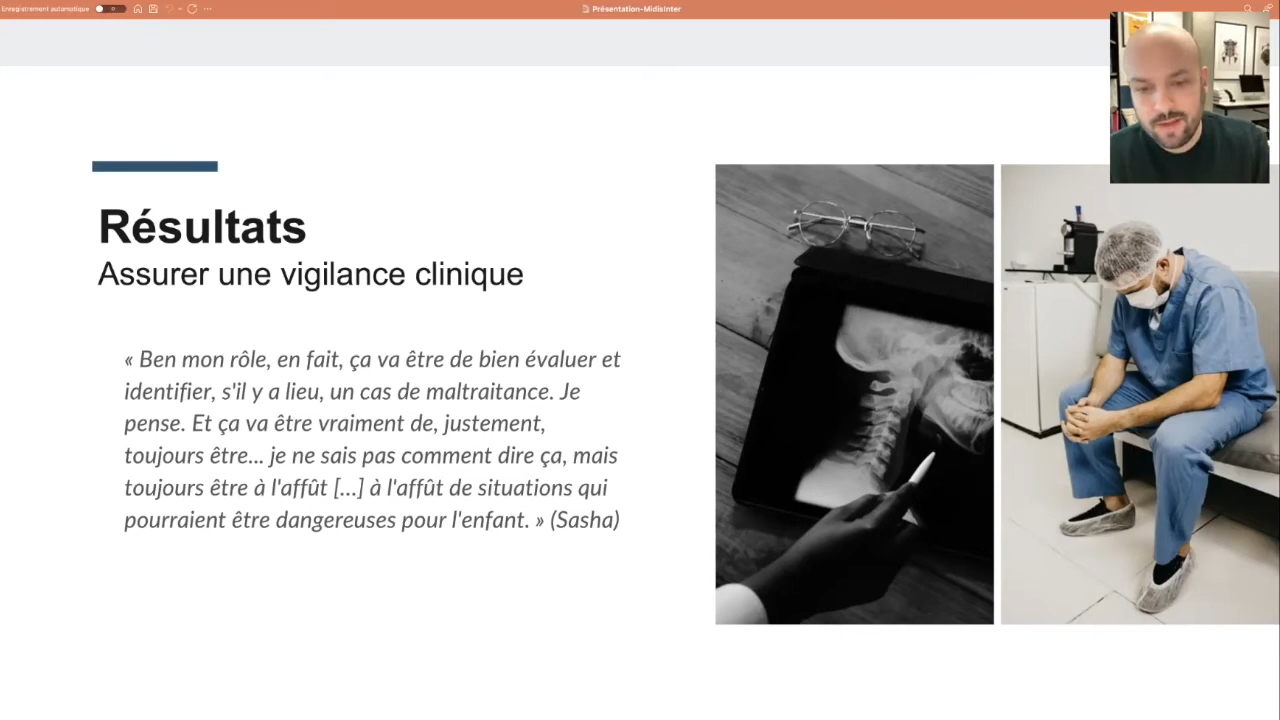 Enregistrement automatique
Présentation-MidisInter
Résultats
Assurer une vigilance clinique
« Ben mon rôle, en fait, ça va être de bien évaluer et
identifier, s'il y a lieu, un cas de maltraitance. Je
pense. Et ça va être vraiment de, justement,
toujours être... je ne sais pas comment dire ça, mais
toujours être à l'affût [...] à l'affût de situations qui
pourraient être dangereuses pour l'enfant. » (Sasha)